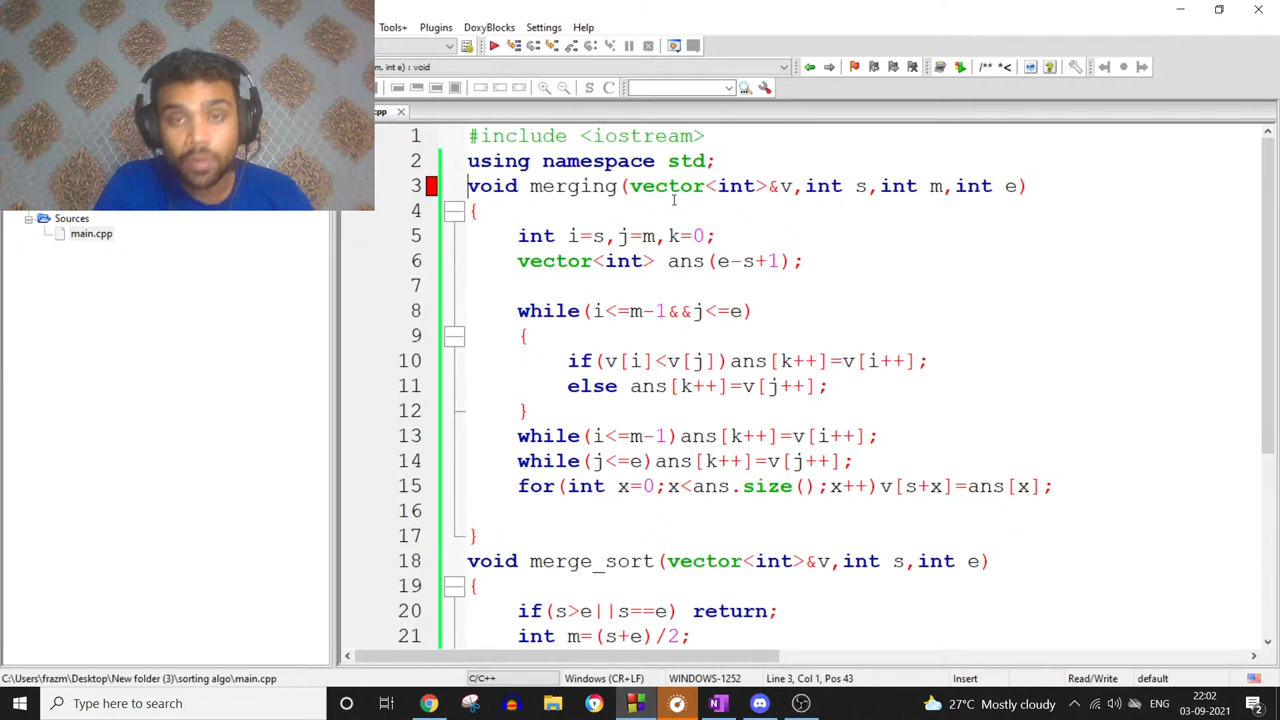 Tools+ Plugins DoxyBlocks Settings Help
m, int e) : void
/** *<
S C
cpp
1 #include <iostream>
2 using namespace std;
3 void merging(vector<int>&v,int s,int m,int e)
4 {
5 int i=s,j=m,k=0;
6 vector<int> ans(e-s+1);
7
8 while(i<=m-1&&j<=e)
9 {
10 if(v[i]<v[j])ans[k++]=v[i++];
11 else ans[k++]=v[j++];
12 }
13 while(i<=m-1)ans[k++]=v[i++];
14 while(j<=e)ans[k++]=v[j++];
15 for(int x=0;x<ans.size();x++)v[s+x]=ans[x];
16
17 }
18 void merge_sort(vector<int>&v,int s,int e)
19 {
20 if(s>e||s==e) return;
21 int m=(s+e)/2;
Sources
main.cpp
C:\Users\frazm\Desktop\New folder (3)\sorting algo\main.cpp C/C++ Windows (CR+LF) WINDOWS-1252 Line 3, Col 1, Pos 43 Insert Read/Write default
Type here to search
27°C Mostly cloudy ENG 22:02
03-09-2021